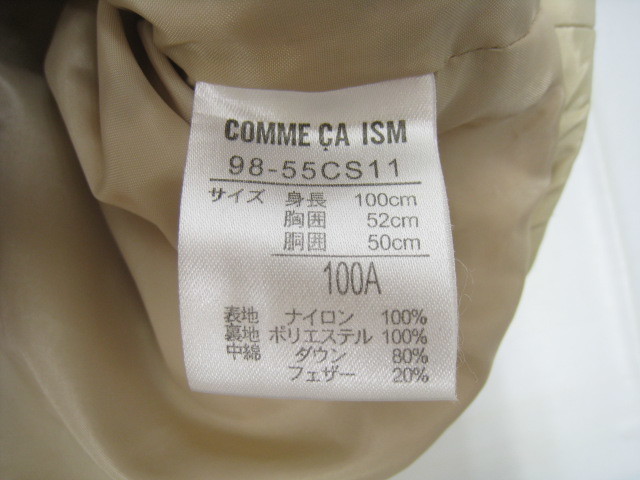 COMME ÇA ISM
98-55CS11
サイズ 身長 100cm
胸囲 52cm
胴囲 50cm
100A
表地 ナイロン 100%
裏地 ポリエステル 100%
中綿 ダウン 80%
フェザー 20%